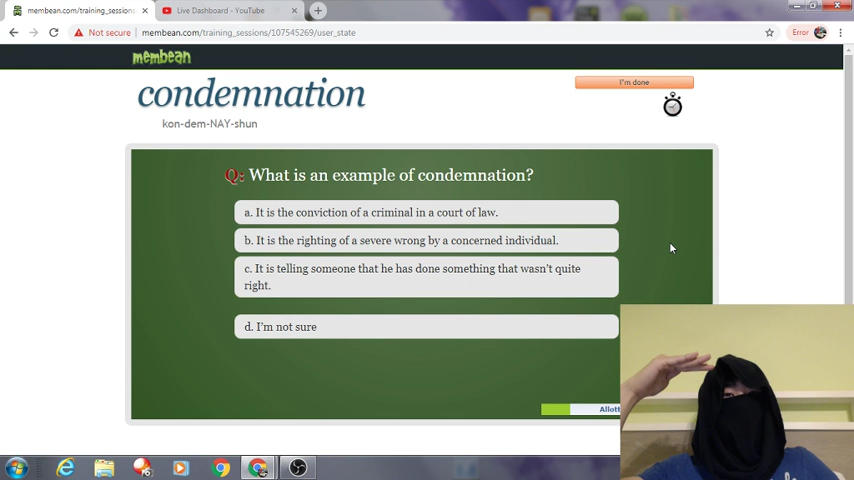 membean.com/training_sessions
Live Dashboard - YouTube
Not secure
membean.com/training_sessions/107545269/user_state
Error
membean
condemnation
I'm done
kon-dem-NAY-shun
Q: What is an example of condemnation?
a. It is the conviction of a criminal in a court of law.
b. It is the righting of a severe wrong by a concerned individual.
c. It is telling someone that he has done something that wasn't quite
right.
d. I'm not sure